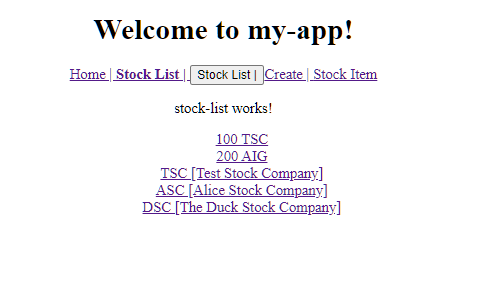 Welcome to my-app!
Home | Stock List | Stock List | Create | Stock Item
stock-list works!
100 TSC
200 AIG
TSC [Test Stock Company]
ASC [Alice Stock Company]
DSC [The Duck Stock Company]